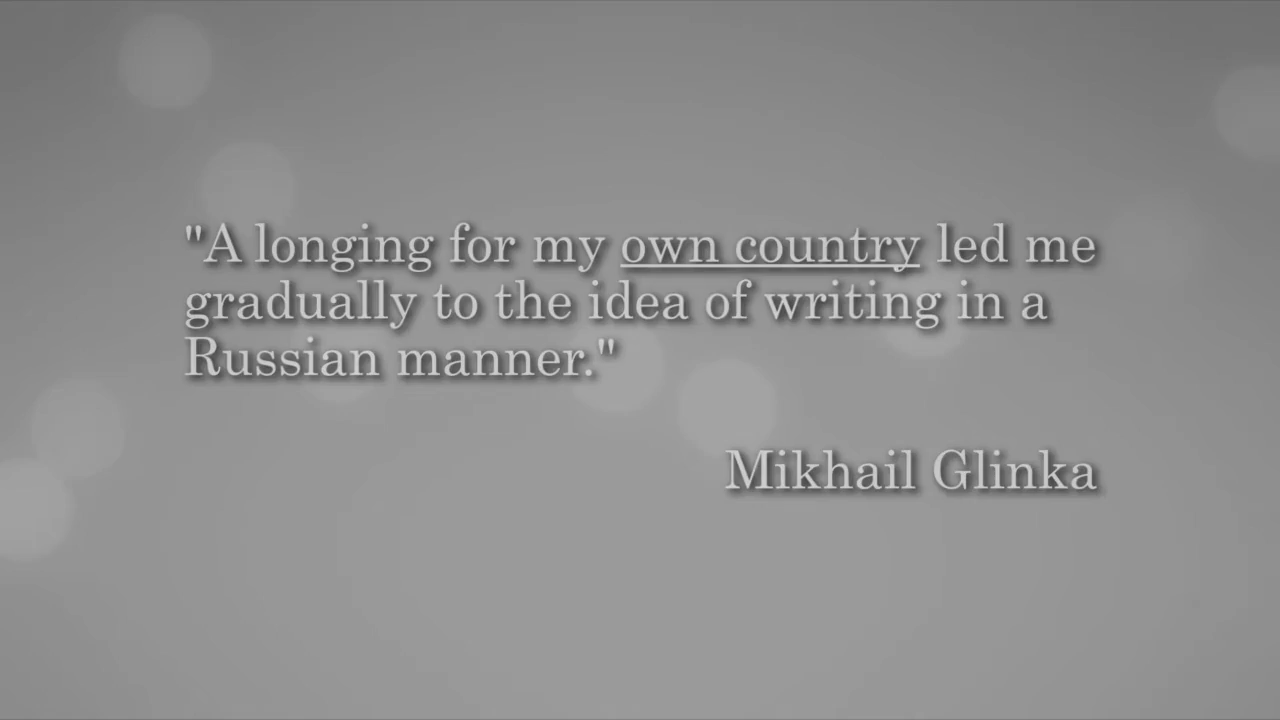 "A longing for my own country led me
gradually to the idea of writing in a
Russian manner."
Mikhail Glinka